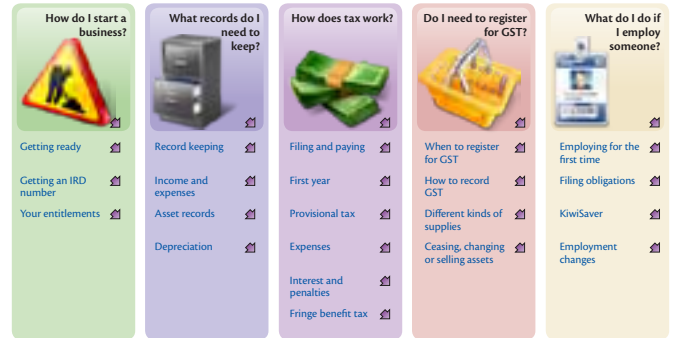 How do I start a
business?
Getting ready
Getting an IRD
number
Your entitlements
What records do I
need to
keep?
Record keeping
Income and
expenses
Asset records
Depreciation
How does tax work?
Filing and paying
First year
Provisional tax
Expenses
Interest and
penalties
Fringe benefit tax
Do I need to register
for GST?
When to register
for GST
How to record
GST
Different kinds of
supplies
Ceasing, changing
or selling assets
What do I do if
I employ
someone?
Employing for the
first time
Filing obligations
KiwiSaver
Employment
changes